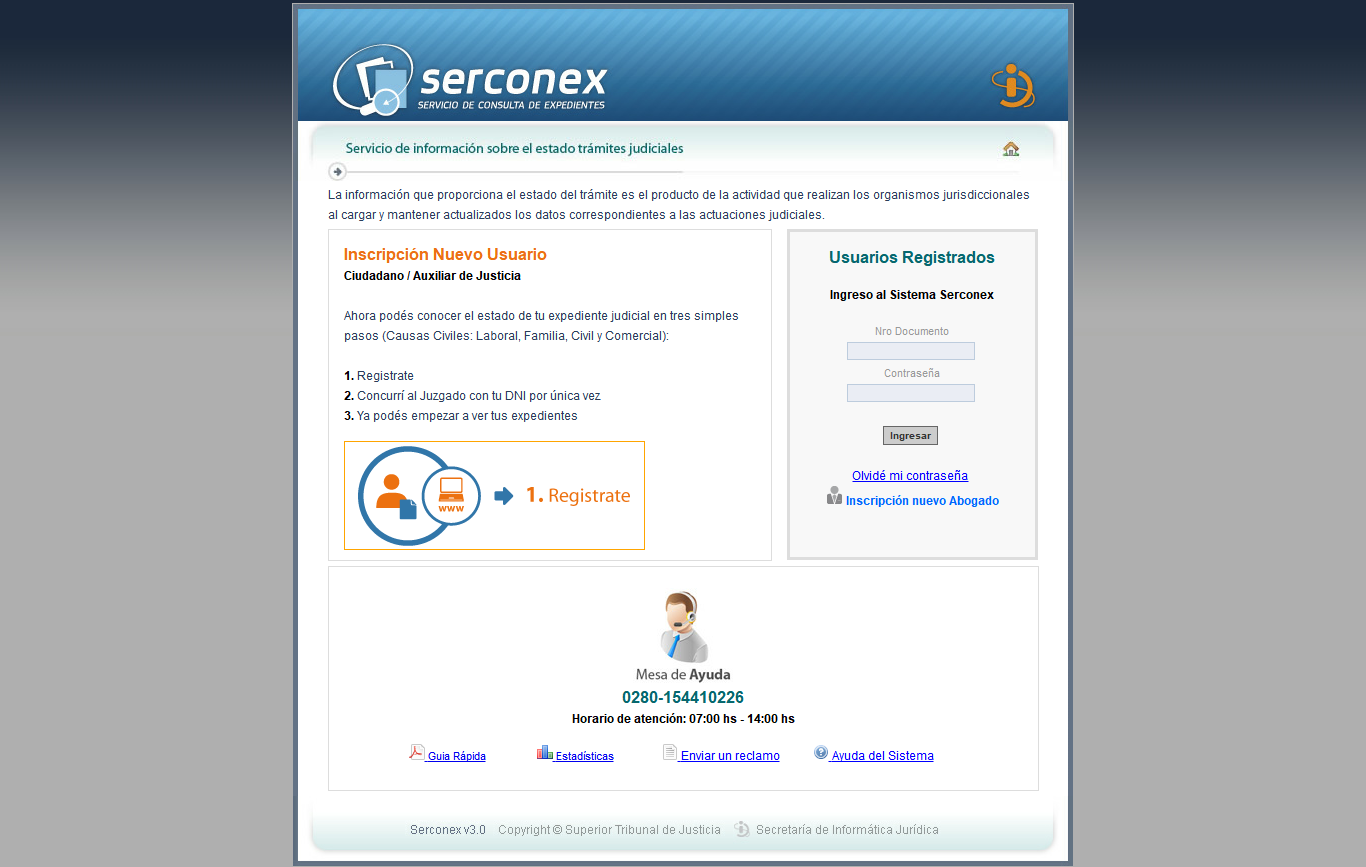 serconex
SERVICIO DE CONSULTA DE EXPEDIENTES
Servicio de información sobre el estado trámites judiciales
La información que proporciona el estado del trámite es el producto de la actividad que realizan los organismos jurisdiccionales
al cargar y mantener actualizados los datos correspondientes a las actuaciones judiciales.
Inscripción Nuevo Usuario
Ciudadano / Auxiliar de Justicia
Ahora podés conocer el estado de tu expediente judicial en tres simples
pasos (Causas Civiles: Laboral, Familia, Civil y Comercial):
1. Registrate
2. Concurrí al Juzgado con tu DNI por única vez
3. Ya podés empezar a ver tus expedientes
www
1. Registrate
Usuarios Registrados
Ingreso al Sistema Serconex
Nro Documento
Contraseña
Ingresar
Olvidé mi contraseña
Inscripción nuevo Abogado
Mesa de Ayuda
0280-154410226
Horario de atención: 07:00 hs - 14:00 hs
Guia Rápida Estadísticas Enviar un reclamo Ayuda del Sistema
Serconex v3.0 Copyright © Superior Tribunal de Justicia Secretaría de Informática Jurídica